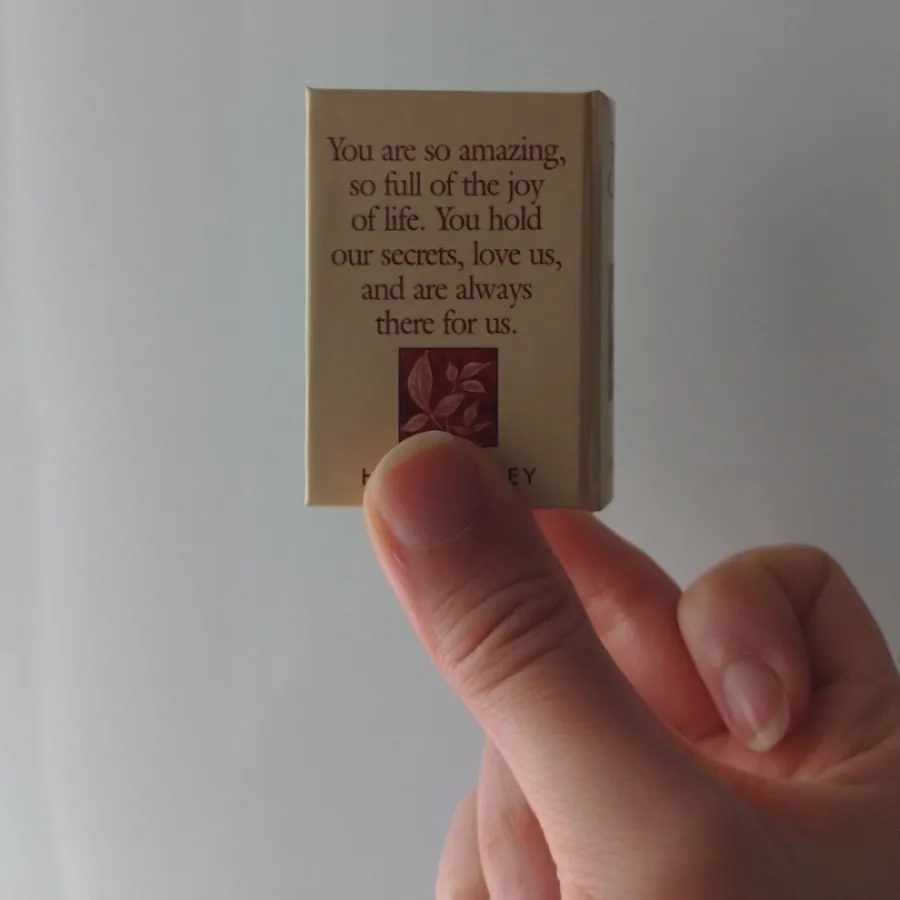 You are so amazing,
so full of the joy
of life. You hold
our secrets, love us,
and are always
there for us.